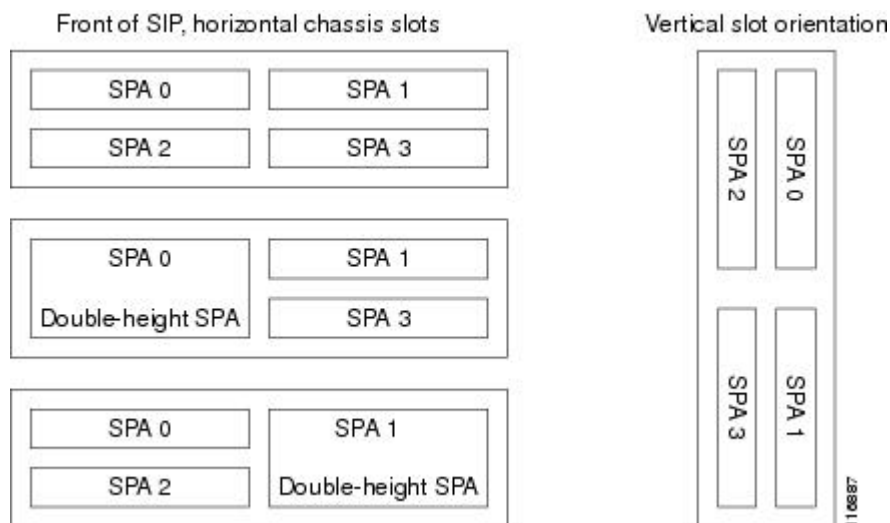 Front of SIP, horizontal chassis slots
SPA 0
SPA 1
SPA 2
SPA 3
SPA 0
Double-height SPA
SPA 1
SPA 3
SPA 0
SPA 2
SPA 1
Double-height SPA
Vertical slot orientation
SPA 2
SPA 0
SPA 3
SPA 1
116887